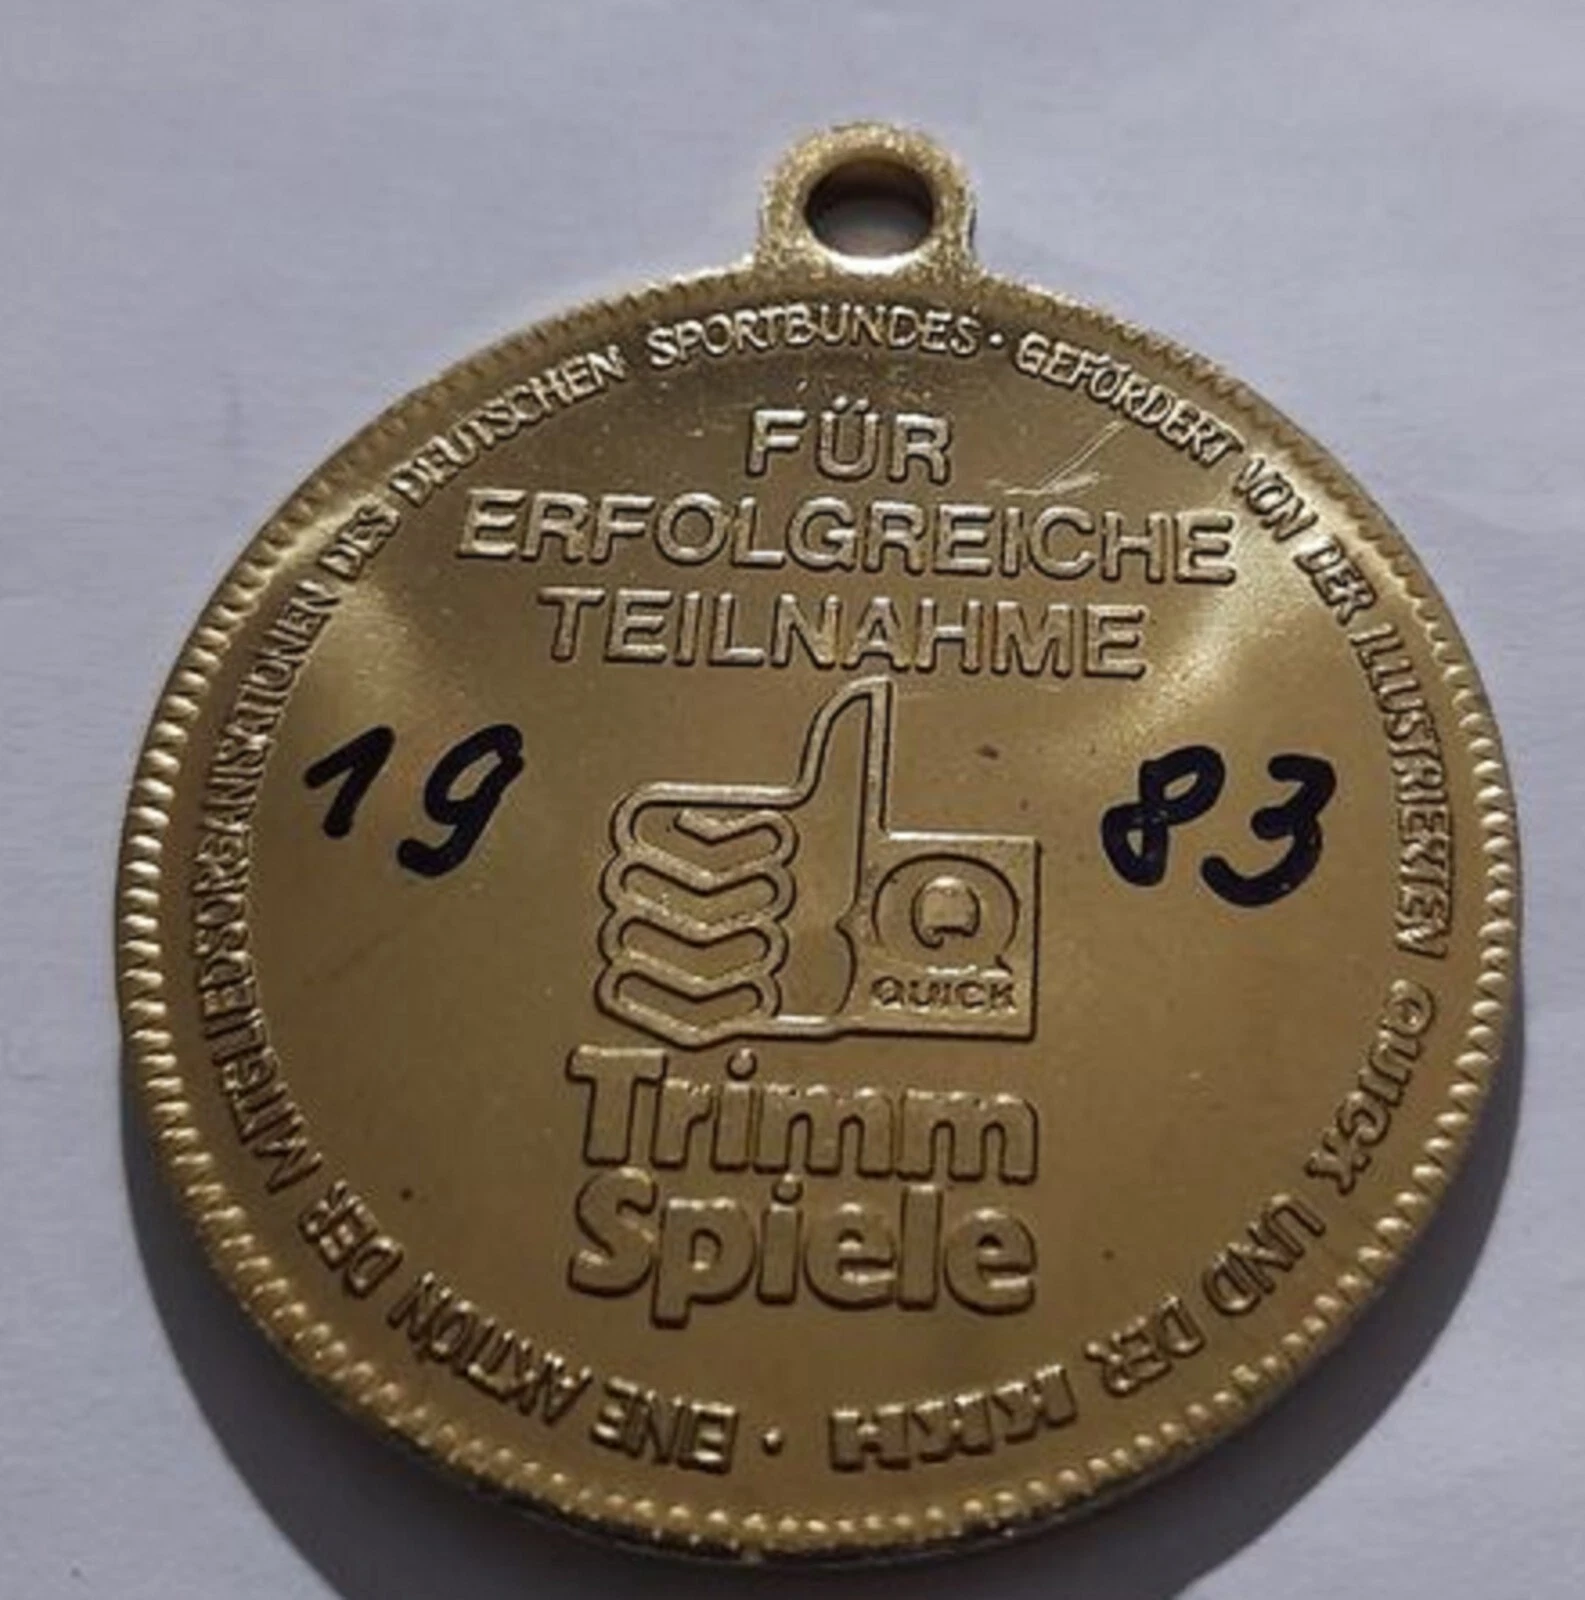 EINE AKTION DER MITGLIEDSORGANISATIONEN DES DEUTSCHEN SPORTBUNDES · GEFÖRDERT VON DER ILLUSTRIERTEN QUICK UND DER KKH ·
FÜR
ERFOLGREICHE
TEILNAHME
19 83
Q
QUICK
Trimm
Spiele